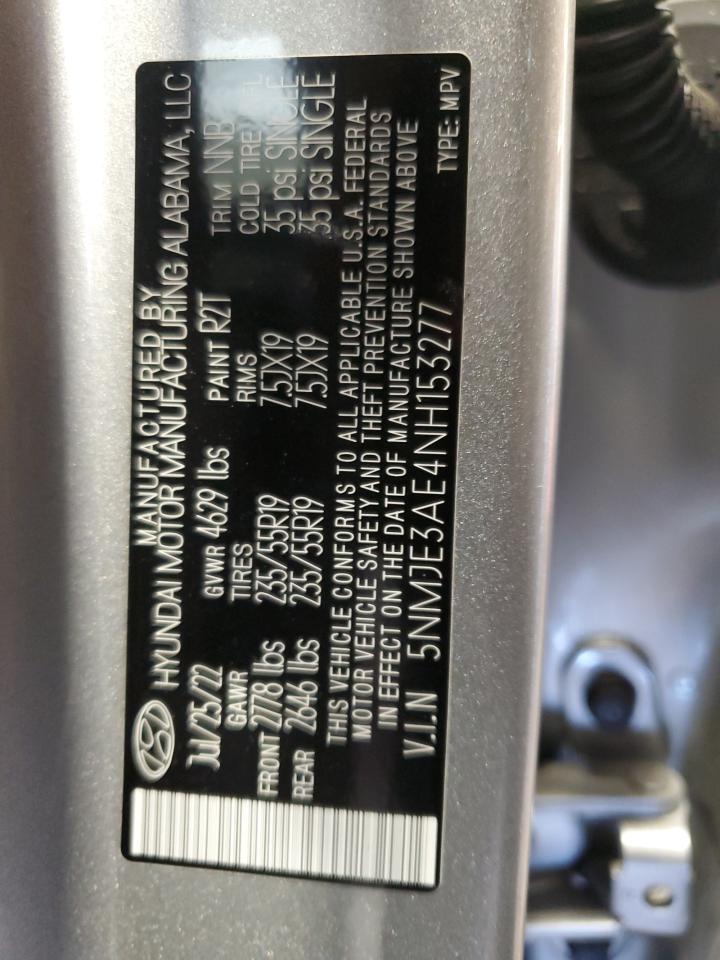 MANUFACTURED BY
HYUNDAI MOTOR MANUFACTURING ALABAMA, LLC
Jul/25/22 GVWR 4629 lbs PAINT R2T TRIM NNB
GAWR TIRES RIMS COLD TIRE
FRONT 2778 lbs 235/55R19 7.5JX19 35 psi SINGLE
REAR 2646 lbs 235/55R19 7.5JX19 35 psi SINGLE
THIS VEHICLE CONFORMS TO ALL APPLICABLE U.S.A. FEDERAL
MOTOR VEHICLE SAFETY AND THEFT PREVENTION STANDARDS
IN EFFECT ON THE DATE OF MANUFACTURE SHOWN ABOVE
V.I.N 5NMJE3AE4NH153277 TYPE: MPV